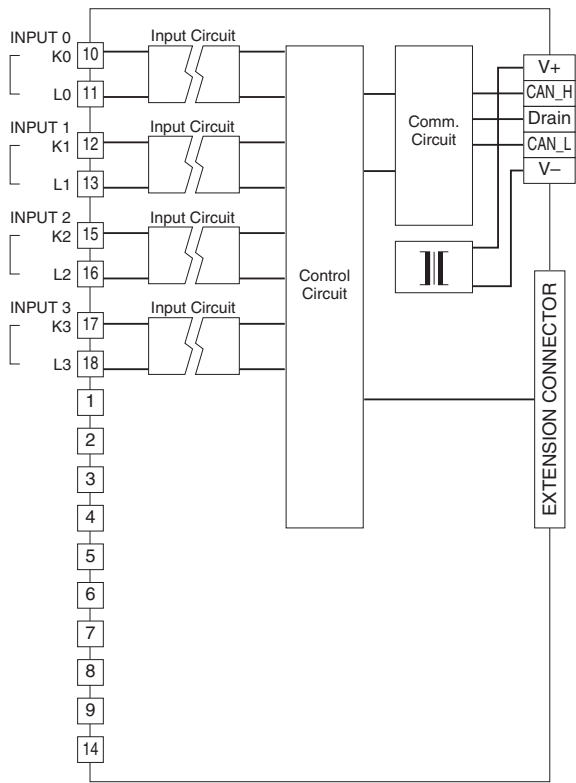 INPUT 0
K0 10
L0 11
Input Circuit
INPUT 1
K1 12
L1 13
Input Circuit
INPUT 2
K2 15
L2 16
Input Circuit
INPUT 3
K3 17
L3 18
Input Circuit
1
2
3
4
5
6
7
8
9
14
Control
Circuit
Comm.
Circuit
V+
CAN_H
Drain
CAN_L
V–
EXTENSION CONNECTOR